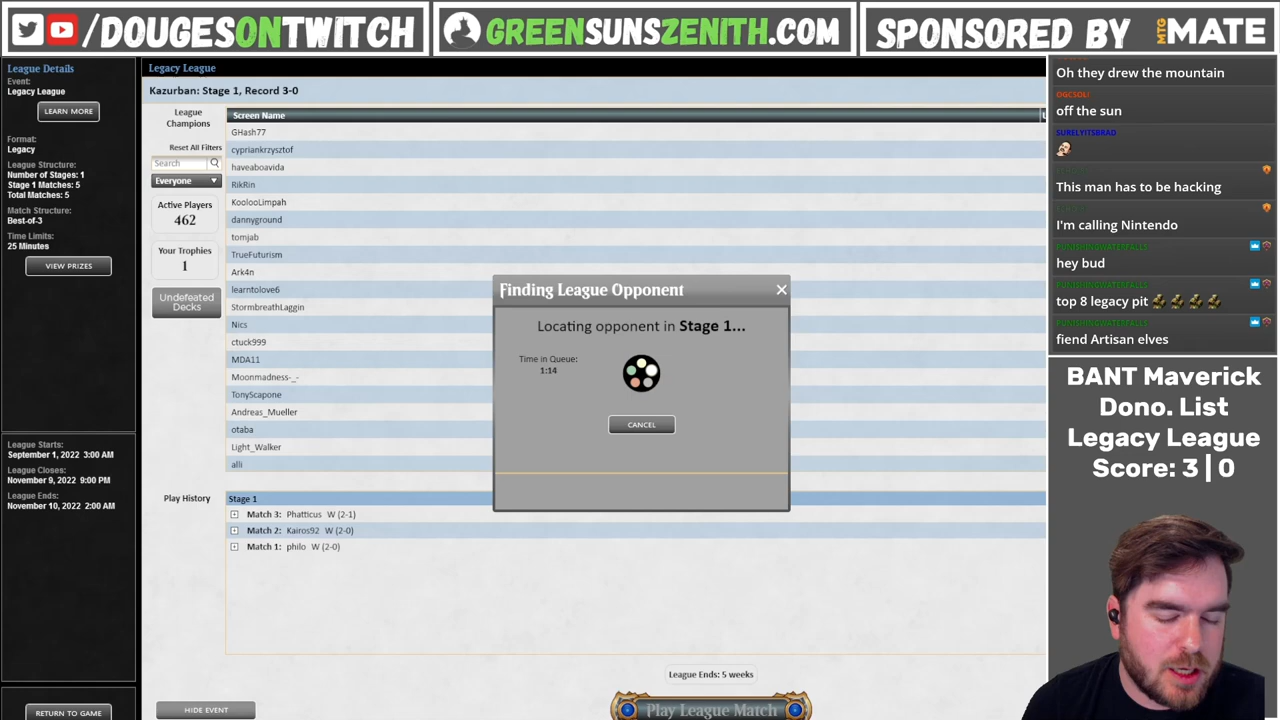 /DOUGESONTWITCH
GREENSUNSZENITH.COM
SPONSORED BY MTG MATE
League Details
Event:
Legacy League
LEARN MORE
Format:
Legacy
League Structure:
Number of Stages: 1
Stage 1 Matches: 5
Total Matches: 5
Match Structure:
Best-of-3
Time Limits:
25 Minutes
VIEW PRIZES
League Starts:
September 1, 2022 3:00 AM
League Closes:
November 9, 2022 9:00 PM
League Ends:
November 10, 2022 2:00 AM
RETURN TO GAME
Legacy League
Kazurban: Stage 1, Record 3-0
League
Champions
Reset All Filters
Search
Everyone
Active Players
462
Your Trophies
1
Undefeated
Decks
Screen Name
GHash77
cypriankrzysztof
haveaboavida
RikRin
KoolooLimpah
dannyground
tomjab
TrueFuturism
Ark4n
learntolove6
StormbreathLaggin
Nics
ctuck999
MDA11
Moonmadness-_-
TonyScapone
Andreas_Mueller
otaba
Light_Walker
alli
Play History
Stage 1
Match 3: Phatticus W (2-1)
Match 2: Kairos92 W (2-0)
Match 1: philo W (2-0)
Finding League Opponent
Locating opponent in Stage 1...
Time in Queue:
1:14
CANCEL
League Ends: 5 weeks
HIDE EVENT
Play League Match
Oh they drew the mountain
OGCSOL!
off the sun
SURELYITSBRAD
This man has to be hacking
I'm calling Nintendo
PUNISHINGWATERFALLS
hey bud
PUNISHINGWATERFALLS
top 8 legacy pit
PUNISHINGWATERFALLS
fiend Artisan elves
BANT Maverick
Dono. List
Legacy League
Score: 3 | 0